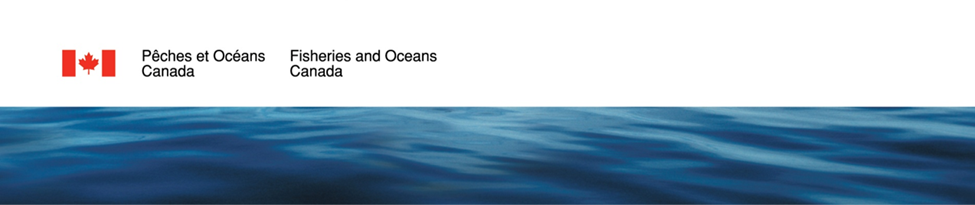 Pêches et Océans Fisheries and Oceans
Canada Canada